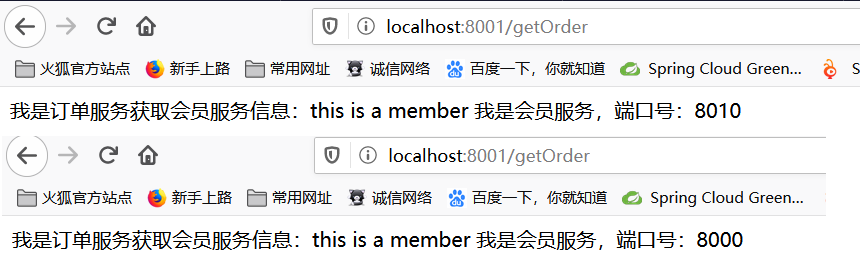 localhost:8001/getOrder
火狐官方站点 新手上路 常用网址 诚信网络 百度一下，你就知道 Spring Cloud Green... S
我是订单服务获取会员服务信息：this is a member 我是会员服务，端口号：8010
localhost:8001/getOrder
火狐官方站点 新手上路 常用网址 诚信网络 百度一下，你就知道 Spring Cloud Green...
我是订单服务获取会员服务信息：this is a member 我是会员服务，端口号：8000